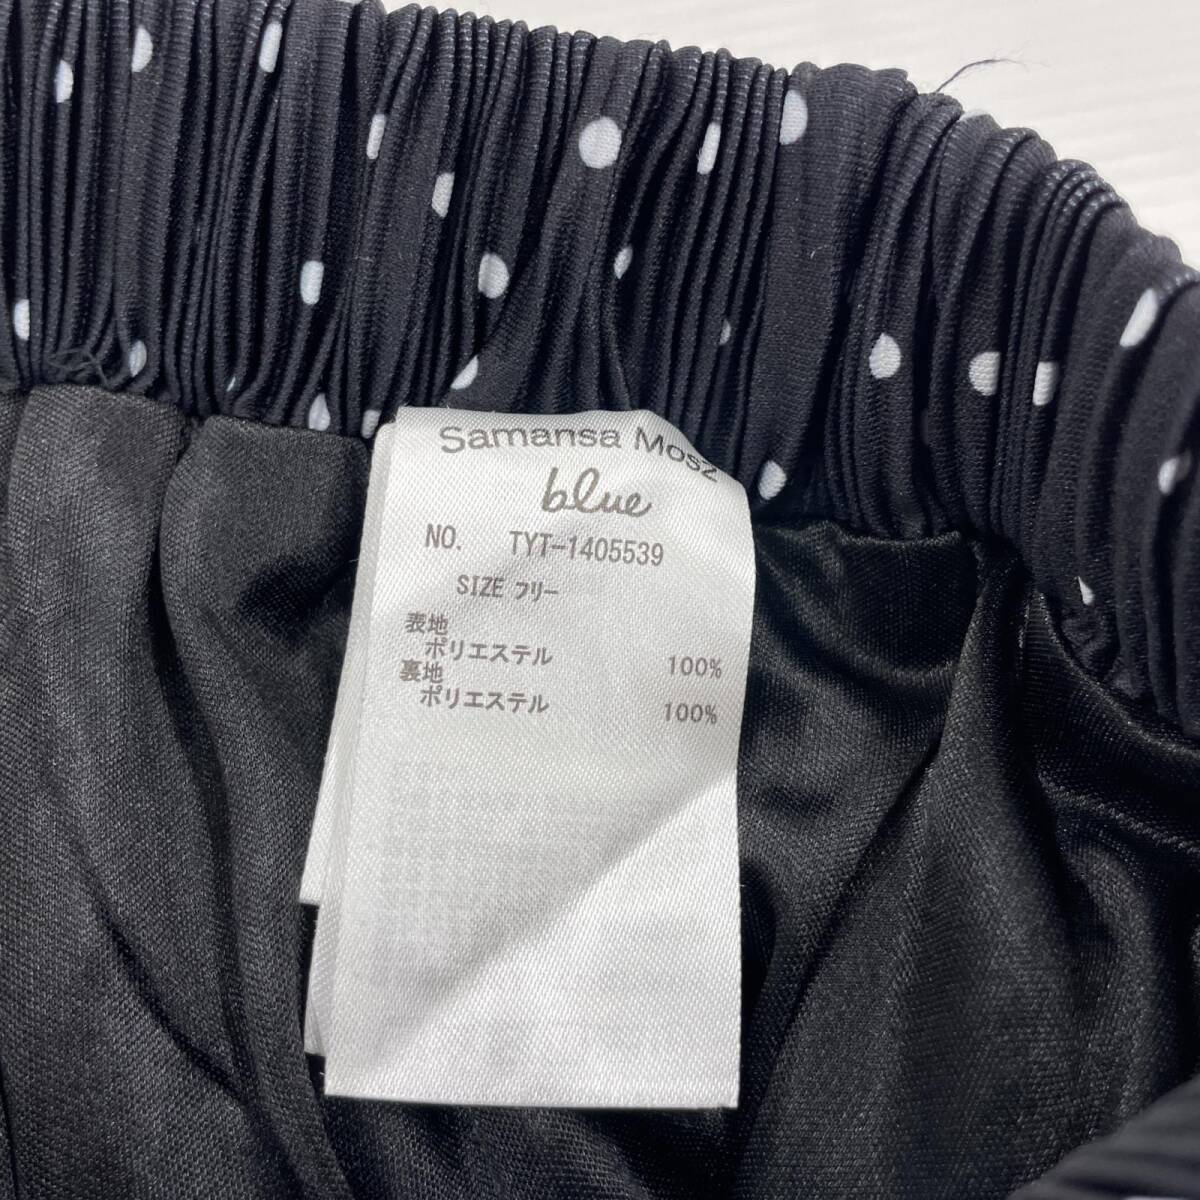 Samansa Mos2
blue
NO. TYT-1405539
SIZE フリー
表地
ポリエステル 100%
裏地
ポリエステル 100%